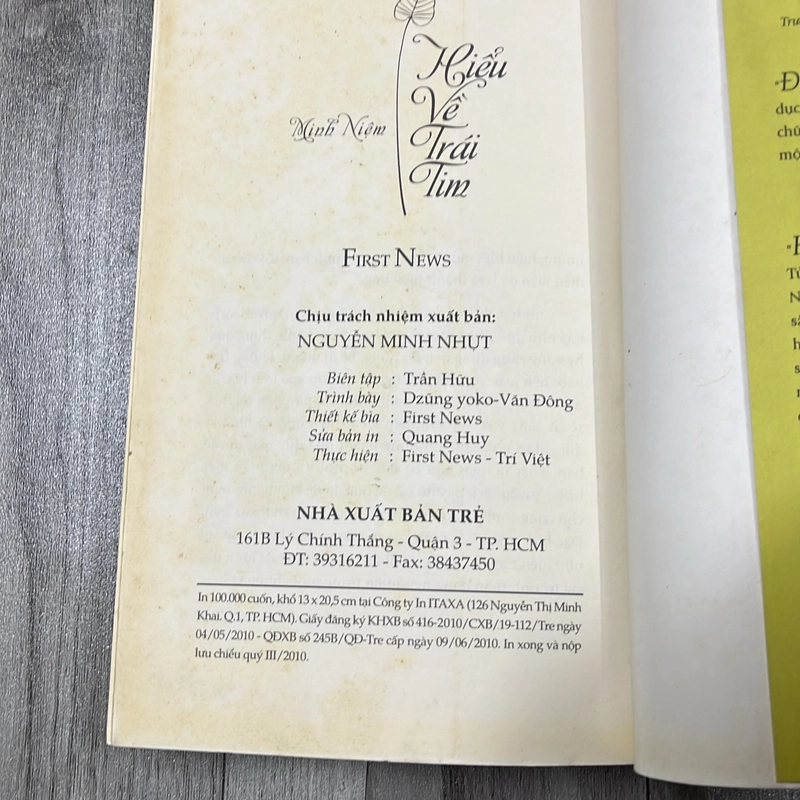 Hiểu
Về
Trái
Tim
Minh Niệm
FIRST NEWS
Chịu trách nhiệm xuất bản:
NGUYỄN MINH NHỰT
Biên tập : Trần Hữu
Trình bày : Dzũng yoko-Văn Đông
Thiết kế bìa : First News
Sửa bản in : Quang Huy
Thực hiện : First News - Trí Việt
NHÀ XUẤT BẢN TRẺ
161B Lý Chính Thắng - Quận 3 - TP. HCM
ĐT: 39316211 - Fax: 38437450
In 100.000 cuốn, khổ 13 x 20,5 cm tại Công ty In ITAXA (126 Nguyễn Thị Minh
Khai. Q.1, TP. HCM). Giấy đăng ký KHXB số 416-2010/CXB/19-112/Tre ngày
04/05/2010 - QĐXB số 245B/QĐ-Tre cấp ngày 09/06/2010. In xong và nộp
lưu chiểu quý III/2010.
dục
mộ